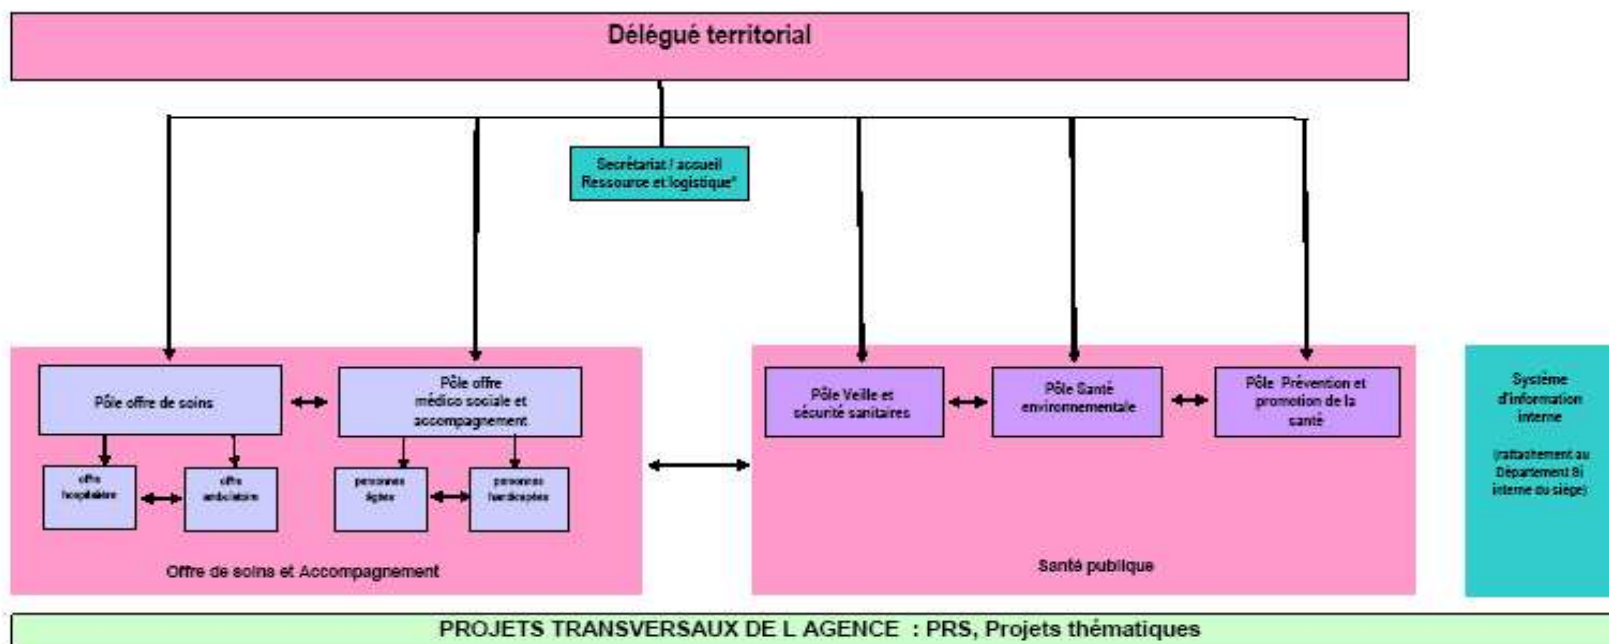 Délégué territorial
Secrétariat / accueil
Ressource et logistique*
Pôle offre de soins
Pôle offre
médico sociale et
accompagnement
offre
hospitalière
offre
ambulatoire
personnes
âgées
personnes
handicapées
Offre de soins et Accompagnement
Pôle Veille et
sécurité sanitaires
Pôle Santé
environnementale
Pôle Prévention et
promotion de la
santé
Santé publique
Système
d'information
interne
(rattachement au
Département SI
interne du siège)
PROJETS TRANSVERSAUX DE L AGENCE : PRS, Projets thématiques